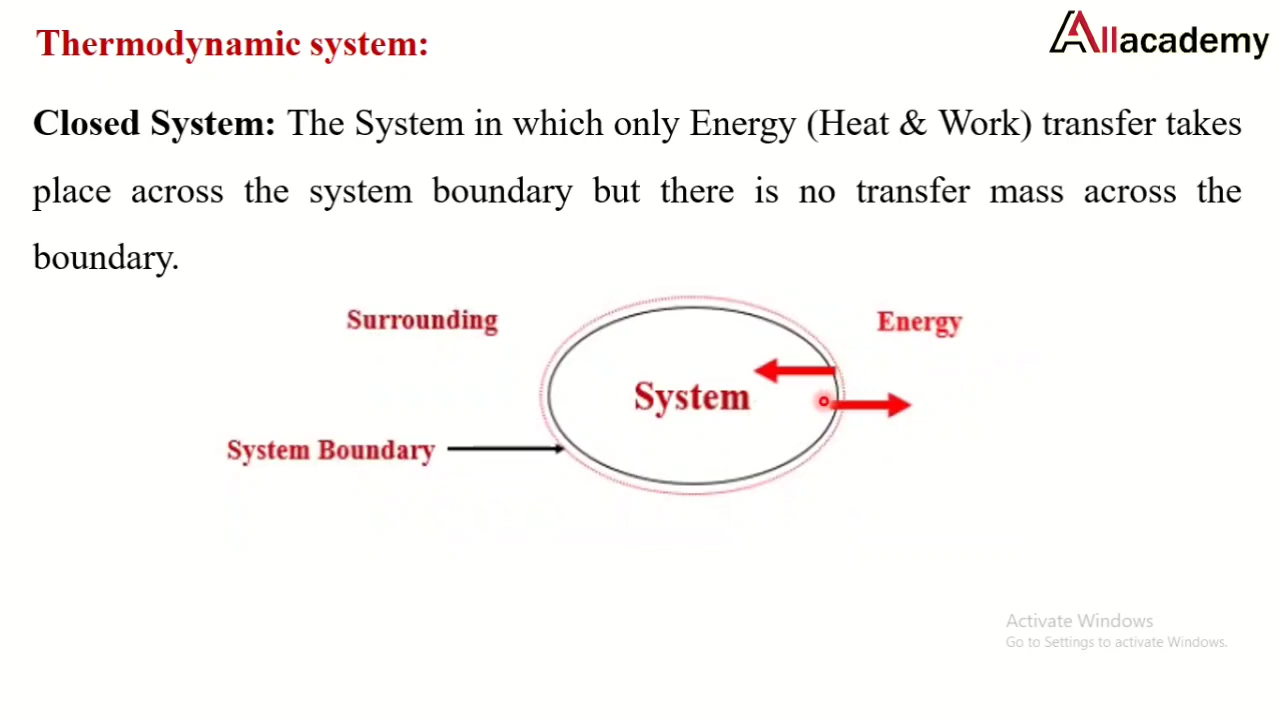 Thermodynamic system:
Allacademy
Closed System: The System in which only Energy (Heat & Work) transfer takes
place across the system boundary but there is no transfer mass across the
boundary.
Surrounding
Energy
System
System Boundary
Activate Windows
Go to Settings to activate Windows.